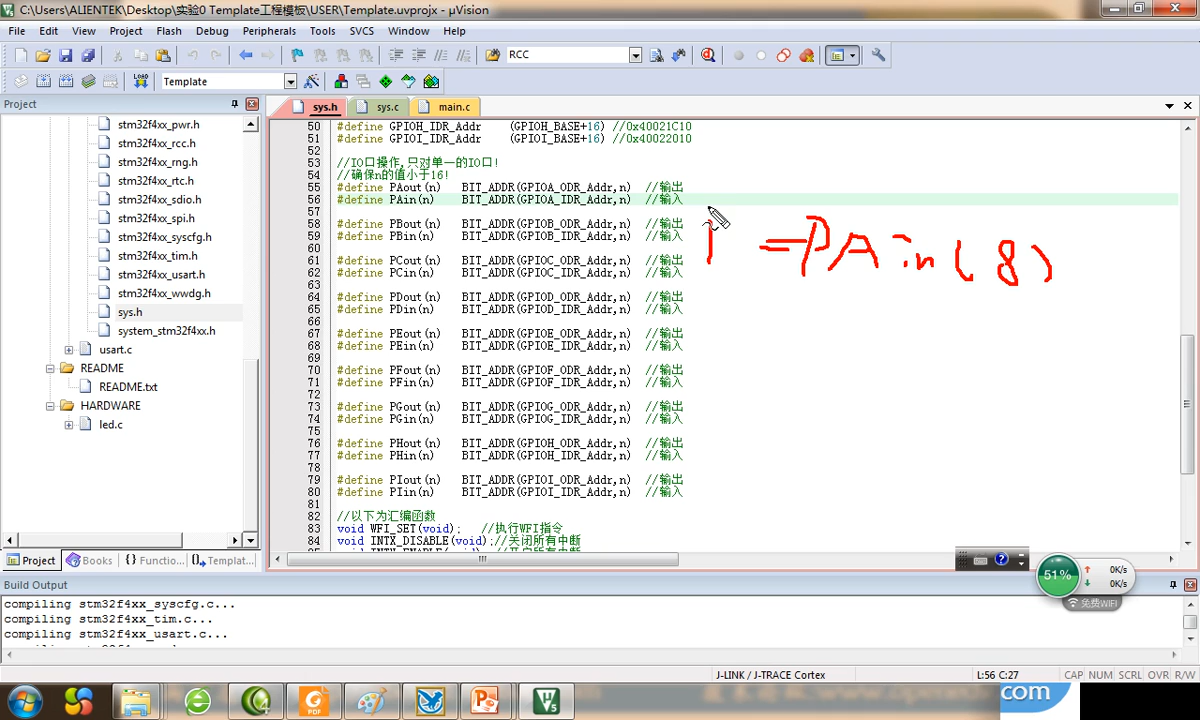 C:\Users\ALIENTEK\Desktop\实验0 Template工程模板\USER\Template.uvprojx - µVision
File Edit View Project Flash Debug Peripherals Tools SVCS Window Help
RCC
LOAD Template
Project
sys.h sys.c main.c
stm32f4xx_pwr.h
stm32f4xx_rcc.h
stm32f4xx_rng.h
stm32f4xx_rtc.h
stm32f4xx_sdio.h
stm32f4xx_spi.h
stm32f4xx_syscfg.h
stm32f4xx_tim.h
stm32f4xx_usart.h
stm32f4xx_wwdg.h
sys.h
system_stm32f4xx.h
usart.c
README
README.txt
HARDWARE
led.c
50 #define GPIOH_IDR_Addr (GPIOH_BASE+16) //0x40021C10
51 #define GPIOI_IDR_Addr (GPIOI_BASE+16) //0x40022010
52
53 //IO口操作,只对单一的IO口!
54 //确保n的值小于16!
55 #define PAout(n) BIT_ADDR(GPIOA_ODR_Addr,n) //输出
56 #define PAin(n) BIT_ADDR(GPIOA_IDR_Addr,n) //输入
57
58 #define PBout(n) BIT_ADDR(GPIOB_ODR_Addr,n) //输出
59 #define PBin(n) BIT_ADDR(GPIOB_IDR_Addr,n) //输入
60
61 #define PCout(n) BIT_ADDR(GPIOC_ODR_Addr,n) //输出
62 #define PCin(n) BIT_ADDR(GPIOC_IDR_Addr,n) //输入
63
64 #define PDout(n) BIT_ADDR(GPIOD_ODR_Addr,n) //输出
65 #define PDin(n) BIT_ADDR(GPIOD_IDR_Addr,n) //输入
66
67 #define PEout(n) BIT_ADDR(GPIOE_ODR_Addr,n) //输出
68 #define PEin(n) BIT_ADDR(GPIOE_IDR_Addr,n) //输入
69
70 #define PFout(n) BIT_ADDR(GPIOF_ODR_Addr,n) //输出
71 #define PFin(n) BIT_ADDR(GPIOF_IDR_Addr,n) //输入
72
73 #define PGout(n) BIT_ADDR(GPIOG_ODR_Addr,n) //输出
74 #define PGin(n) BIT_ADDR(GPIOG_IDR_Addr,n) //输入
75
76 #define PHout(n) BIT_ADDR(GPIOH_ODR_Addr,n) //输出
77 #define PHin(n) BIT_ADDR(GPIOH_IDR_Addr,n) //输入
78
79 #define PIout(n) BIT_ADDR(GPIOI_ODR_Addr,n) //输出
80 #define PIin(n) BIT_ADDR(GPIOI_IDR_Addr,n) //输入
81
82 //以下为汇编函数
83 void WFI_SET(void); //执行WFI指令
84 void INTX_DISABLE(void);//关闭所有中断
=PAin(8)
Project Books Functio... Templat...
51% 0K/s
0K/s
免费WiFi
Build Output
compiling stm32f4xx_syscfg.c...
compiling stm32f4xx_tim.c...
compiling stm32f4xx_usart.c...
J-LINK / J-TRACE Cortex L:56 C:27 CAP NUM SCRL OVR R/W
com